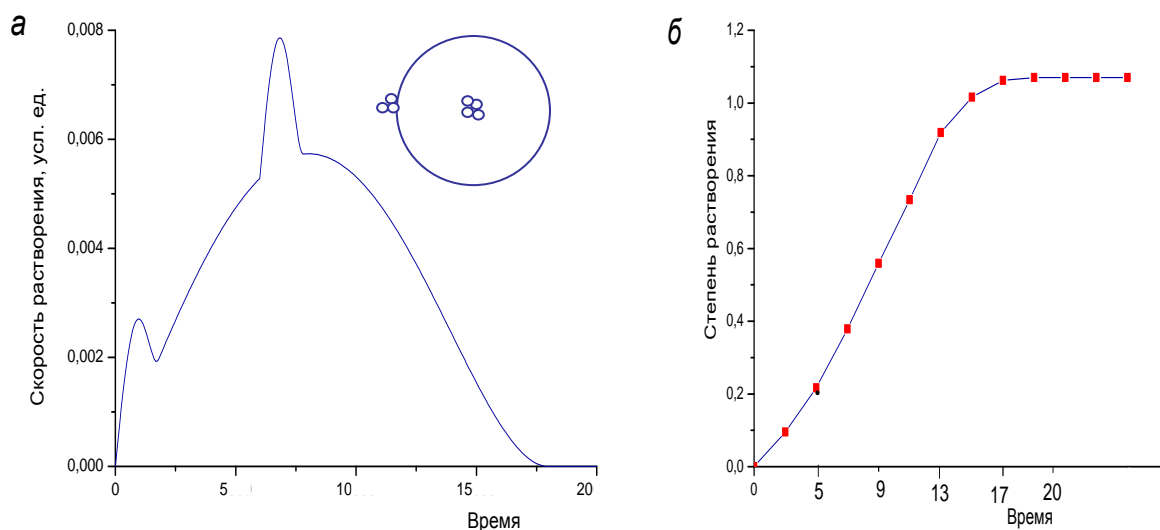 а
Скорость растворения, усл. ед.
0,008
0,006
0,004
0,002
0,000
0 5 10 15 20
Время
б
Степень растворения
1,2
1,0
0,8
0,6
0,4
0,2
0,0
0 5 9 13 17 20
Время